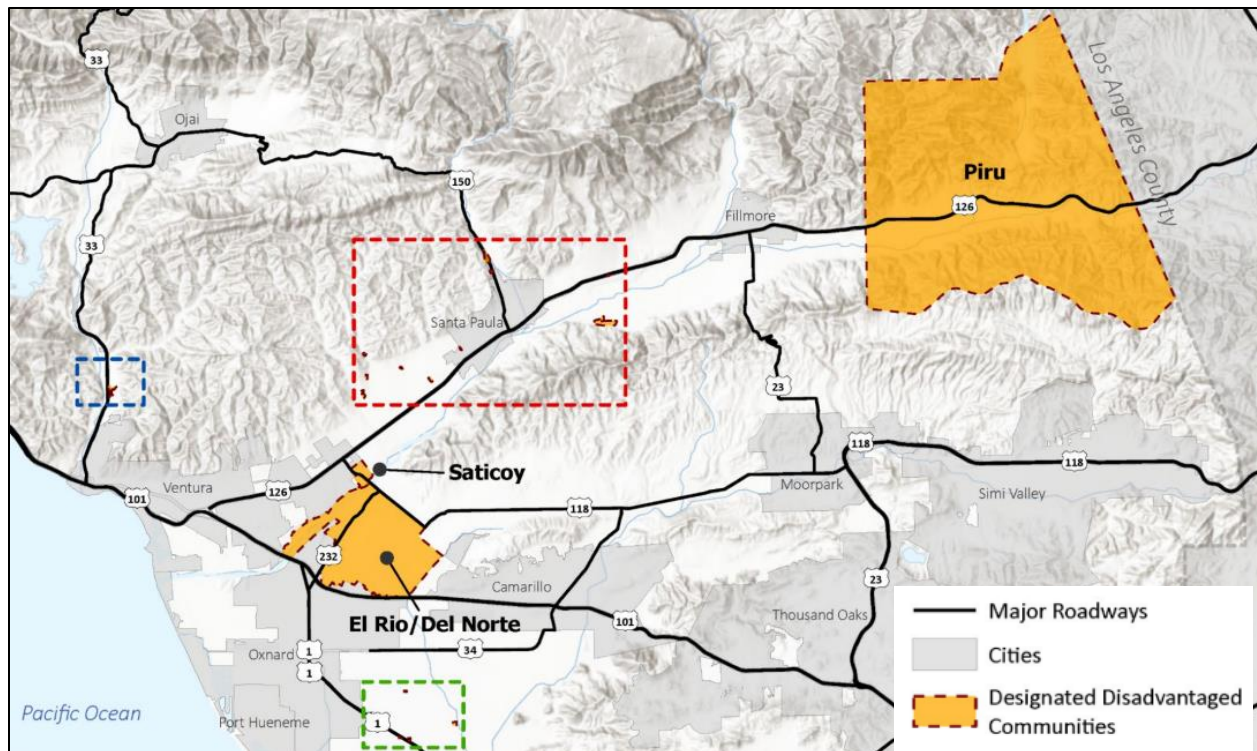 33
Ojai
150
Los Angeles County
Piru
126
Fillmore
33
Santa Paula
23
118
118
Saticoy
101
Ventura
126
Moorpark
Simi Valley
118
232
Camarillo
23
El Rio/Del Norte
Thousand Oaks
101
Oxnard
1
34
1
Port Hueneme
1
Pacific Ocean
Major Roadways
Cities
Designated Disadvantaged
Communities